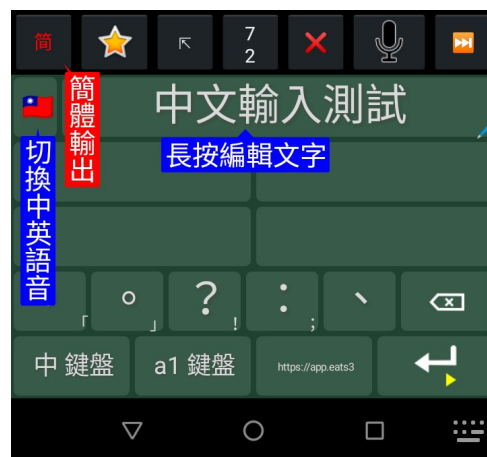 简
7
2
簡體輸出
中文輸入測試
切換中英語音
長按編輯文字
「
。
」
？
！
：
；
、
中 鍵盤
a1 鍵盤
https://app.eats3